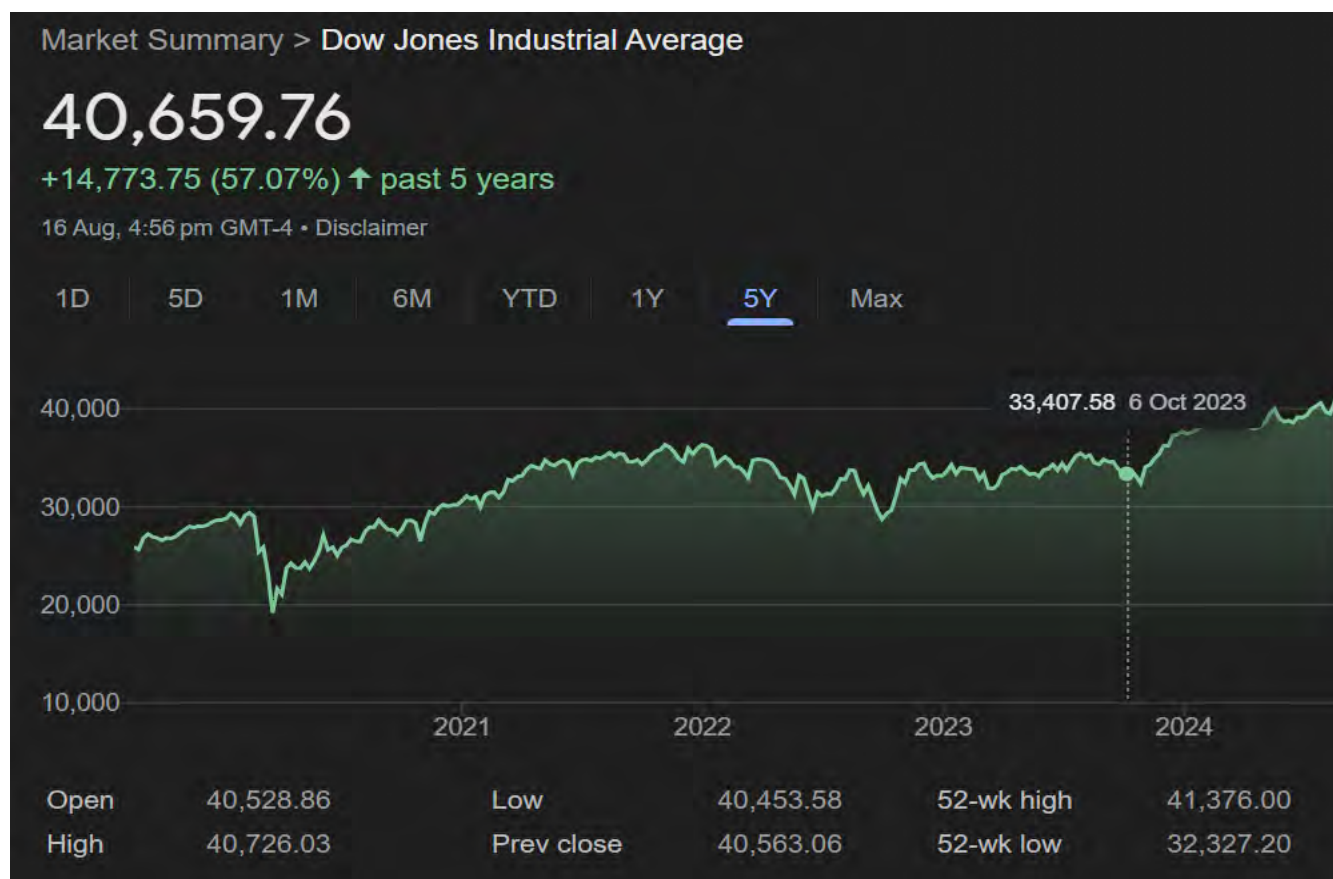 Market Summary > Dow Jones Industrial Average
40,659.76
+14,773.75 (57.07%) ↑ past 5 years
16 Aug, 4:56 pm GMT-4 • Disclaimer
1D 5D 1M 6M YTD 1Y 5Y Max
33,407.58 6 Oct 2023
40,000
30,000
20,000
10,000
2021 2022 2023 2024
Open 40,528.86 Low 40,453.58 52-wk high 41,376.00
High 40,726.03 Prev close 40,563.06 52-wk low 32,327.20